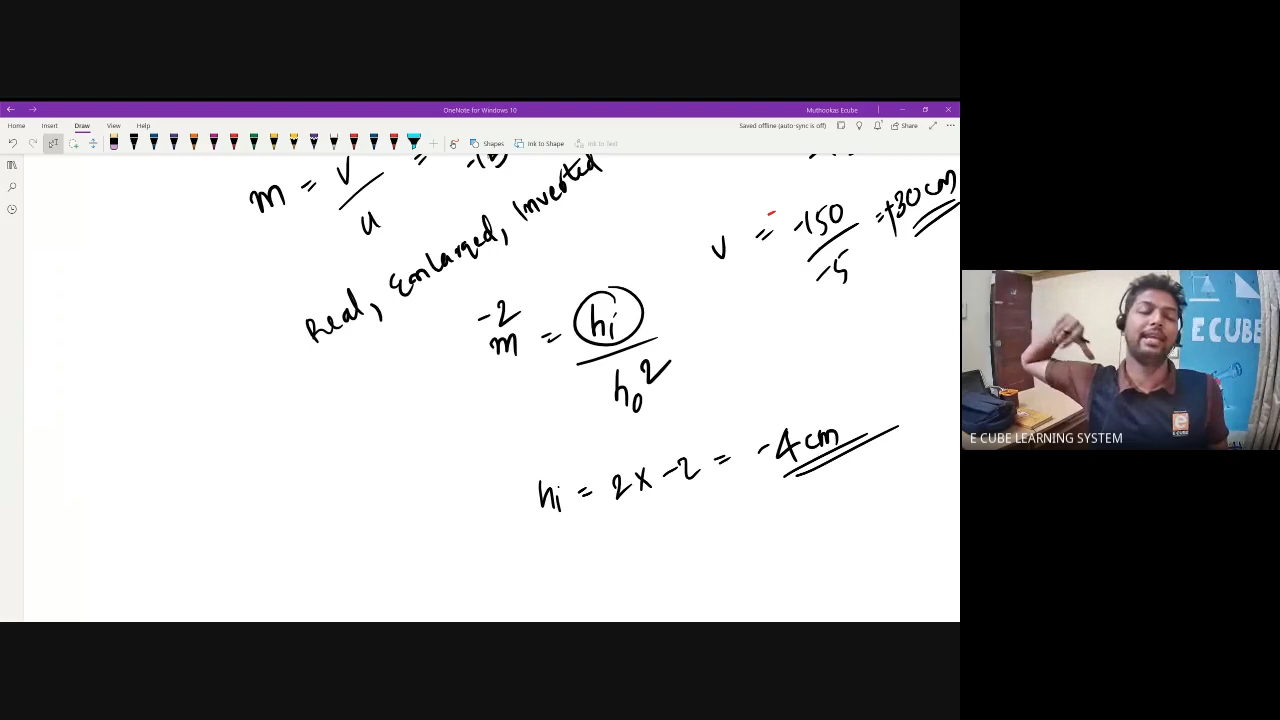 OneNote for Windows 10
Muthookas Ecube
Home Insert Draw View Help
Saved offline (auto-sync is off)
Share
Shapes
Ink to Shape
Ink to Text
m = v/u =
Real, Enlarged, Inverted
v = -150/-5 = +30 cm
-2
m = hi/ho 2
hi = 2 x -2 = -4 cm
E CUBE
E CUBE
E CUBE LEARNING SYSTEM